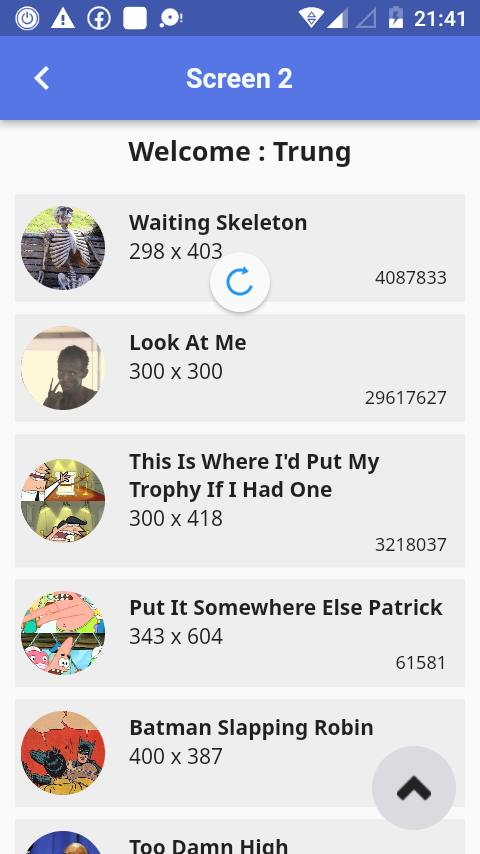 21:41
Screen 2
Welcome : Trung
Waiting Skeleton
298 x 403
4087833
Look At Me
300 x 300
29617627
This Is Where I'd Put My
Trophy If I Had One
300 x 418
3218037
Put It Somewhere Else Patrick
343 x 604
61581
Batman Slapping Robin
400 x 387
Too Damn High